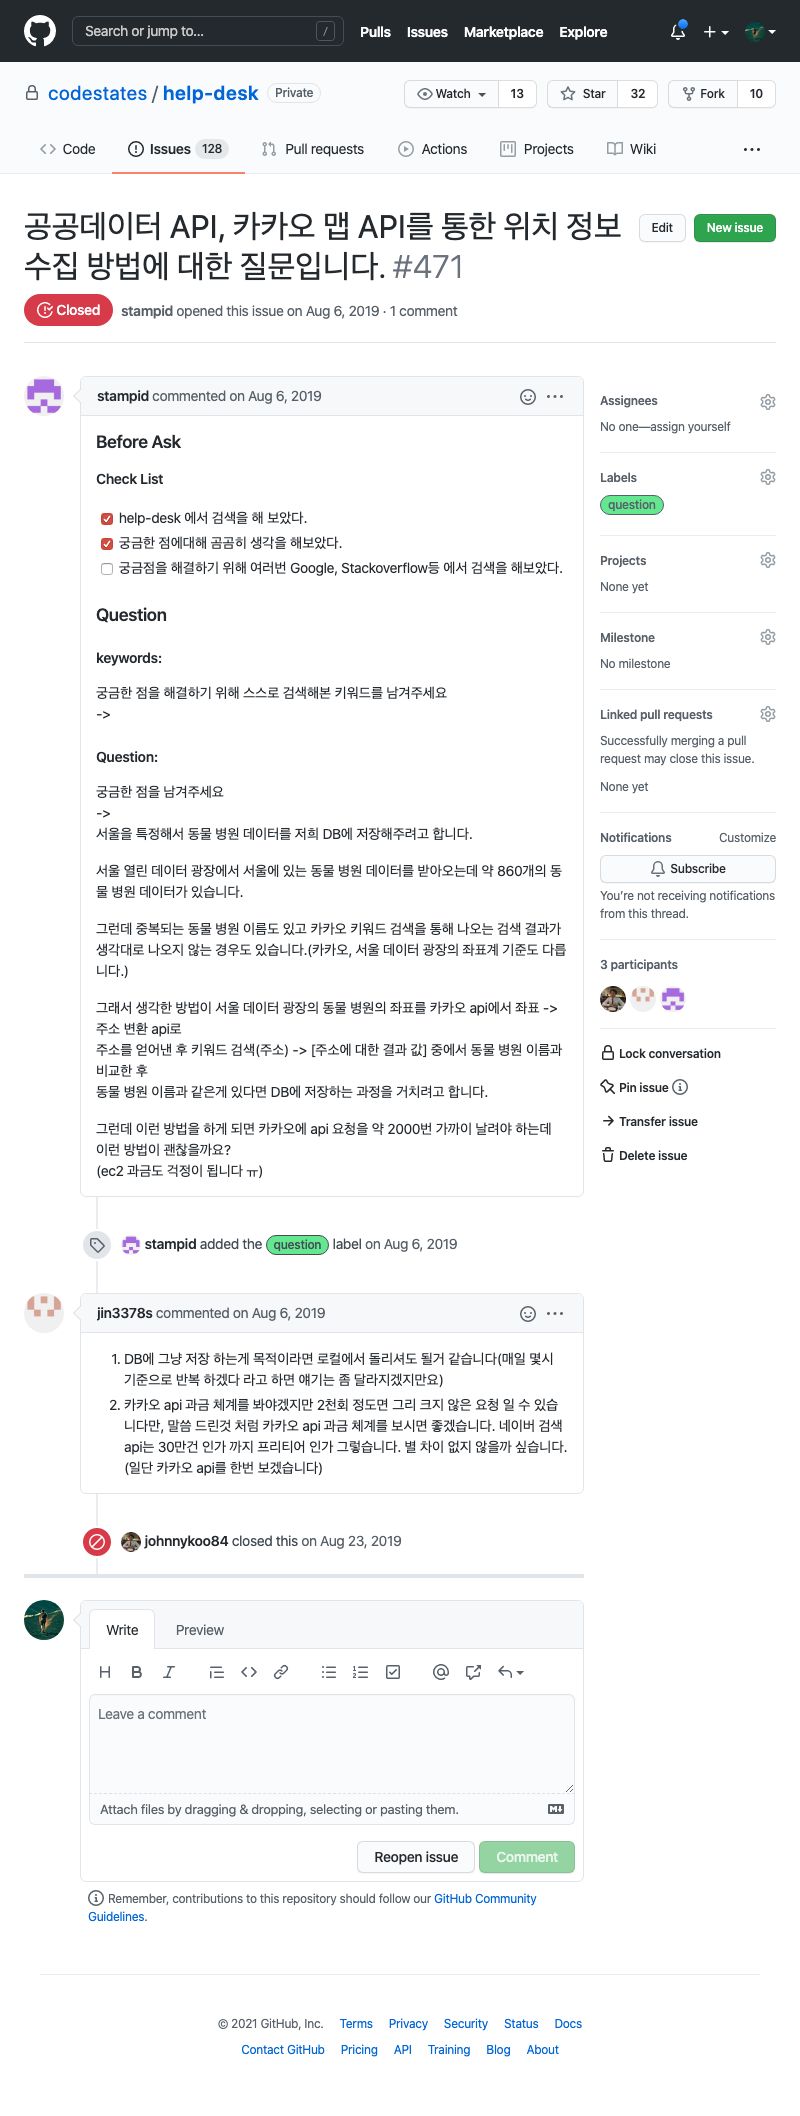 Search or jump to...
/
Pulls
Issues
Marketplace
Explore
codestates / help-desk
Private
Watch
13
Star
32
Fork
10
Code
Issues
128
Pull requests
Actions
Projects
Wiki
공공데이터 API, 카카오 맵 API를 통한 위치 정보
수집 방법에 대한 질문입니다. #471
Edit
New issue
Closed
stampid opened this issue on Aug 6, 2019 · 1 comment
stampid commented on Aug 6, 2019
Before Ask
Check List
help-desk 에서 검색을 해 보았다.
궁금한 점에대해 곰곰히 생각을 해보았다.
궁금점을 해결하기 위해 여러번 Google, Stackoverflow등 에서 검색을 해보았다.
Question
keywords:
궁금한 점을 해결하기 위해 스스로 검색해본 키워드를 남겨주세요
->
Question:
궁금한 점을 남겨주세요
->
서울을 특정해서 동물 병원 데이터를 저희 DB에 저장해주려고 합니다.
서울 열린 데이터 광장에서 서울에 있는 동물 병원 데이터를 받아오는데 약 860개의 동
물 병원 데이터가 있습니다.
그런데 중복되는 동물 병원 이름도 있고 카카오 키워드 검색을 통해 나오는 검색 결과가
생각대로 나오지 않는 경우도 있습니다.(카카오, 서울 데이터 광장의 좌표계 기준도 다릅
니다.)
그래서 생각한 방법이 서울 데이터 광장의 동물 병원의 좌표를 카카오 api에서 좌표 ->
주소 변환 api로
주소를 얻어낸 후 키워드 검색(주소) -> [주소에 대한 결과 값] 중에서 동물 병원 이름과
비교한 후
동물 병원 이름과 같은게 있다면 DB에 저장하는 과정을 거치려고 합니다.
그런데 이런 방법을 하게 되면 카카오에 api 요청을 약 2000번 가까이 날려야 하는데
이런 방법이 괜찮을까요?
(ec2 과금도 걱정이 됩니다 ㅠ)
Assignees
No one—assign yourself
Labels
question
Projects
None yet
Milestone
No milestone
Linked pull requests
Successfully merging a pull
request may close this issue.
None yet
Notifications
Customize
Subscribe
You're not receiving notifications
from this thread.
3 participants
Lock conversation
Pin issue
Transfer issue
Delete issue
stampid added the question label on Aug 6, 2019
jin3378s commented on Aug 6, 2019
1. DB에 그냥 저장 하는게 목적이라면 로컬에서 돌리셔도 될거 같습니다(매일 몇시
기준으로 반복 하겠다 라고 하면 얘기는 좀 달라지겠지만요)
2. 카카오 api 과금 체계를 봐야겠지만 2천회 정도면 그리 크지 않은 요청 일 수 있습
니다만, 말씀 드린것 처럼 카카오 api 과금 체계를 보시면 좋겠습니다. 네이버 검색
api는 30만건 인가 까지 프리티어 인가 그렇습니다. 별 차이 없지 않을까 싶습니다.
(일단 카카오 api를 한번 보겠습니다)
johnnykoo84 closed this on Aug 23, 2019
Write
Preview
Leave a comment
Attach files by dragging & dropping, selecting or pasting them.
Reopen issue
Comment
Remember, contributions to this repository should follow our GitHub Community
Guidelines.
© 2021 GitHub, Inc.
Terms
Privacy
Security
Status
Docs
Contact GitHub
Pricing
API
Training
Blog
About